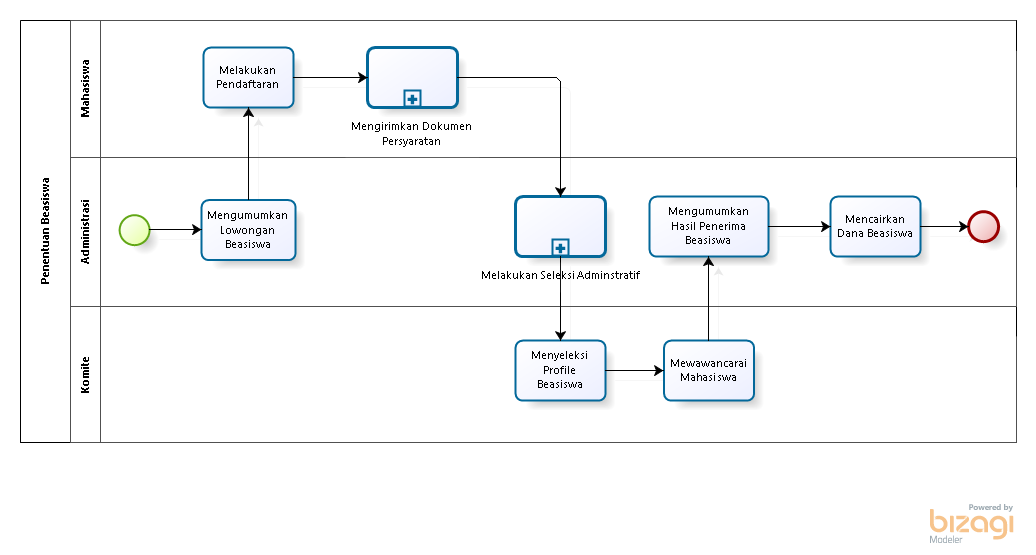 Penentuan Beasiswa
Mahasiswa
Melakukan
Pendaftaran
Mengirimkan Dokumen
Persyaratan
Administrasi
Mengumumkan
Lowongan
Beasiswa
Melakukan Seleksi Adminstratif
Mengumumkan
Hasil Penerima
Beasiswa
Mencairkan
Dana Beasiswa
Komite
Menyeleksi
Profile
Beasiswa
Mewawancarai
Mahasiswa
Powered by
bizagi
Modeler